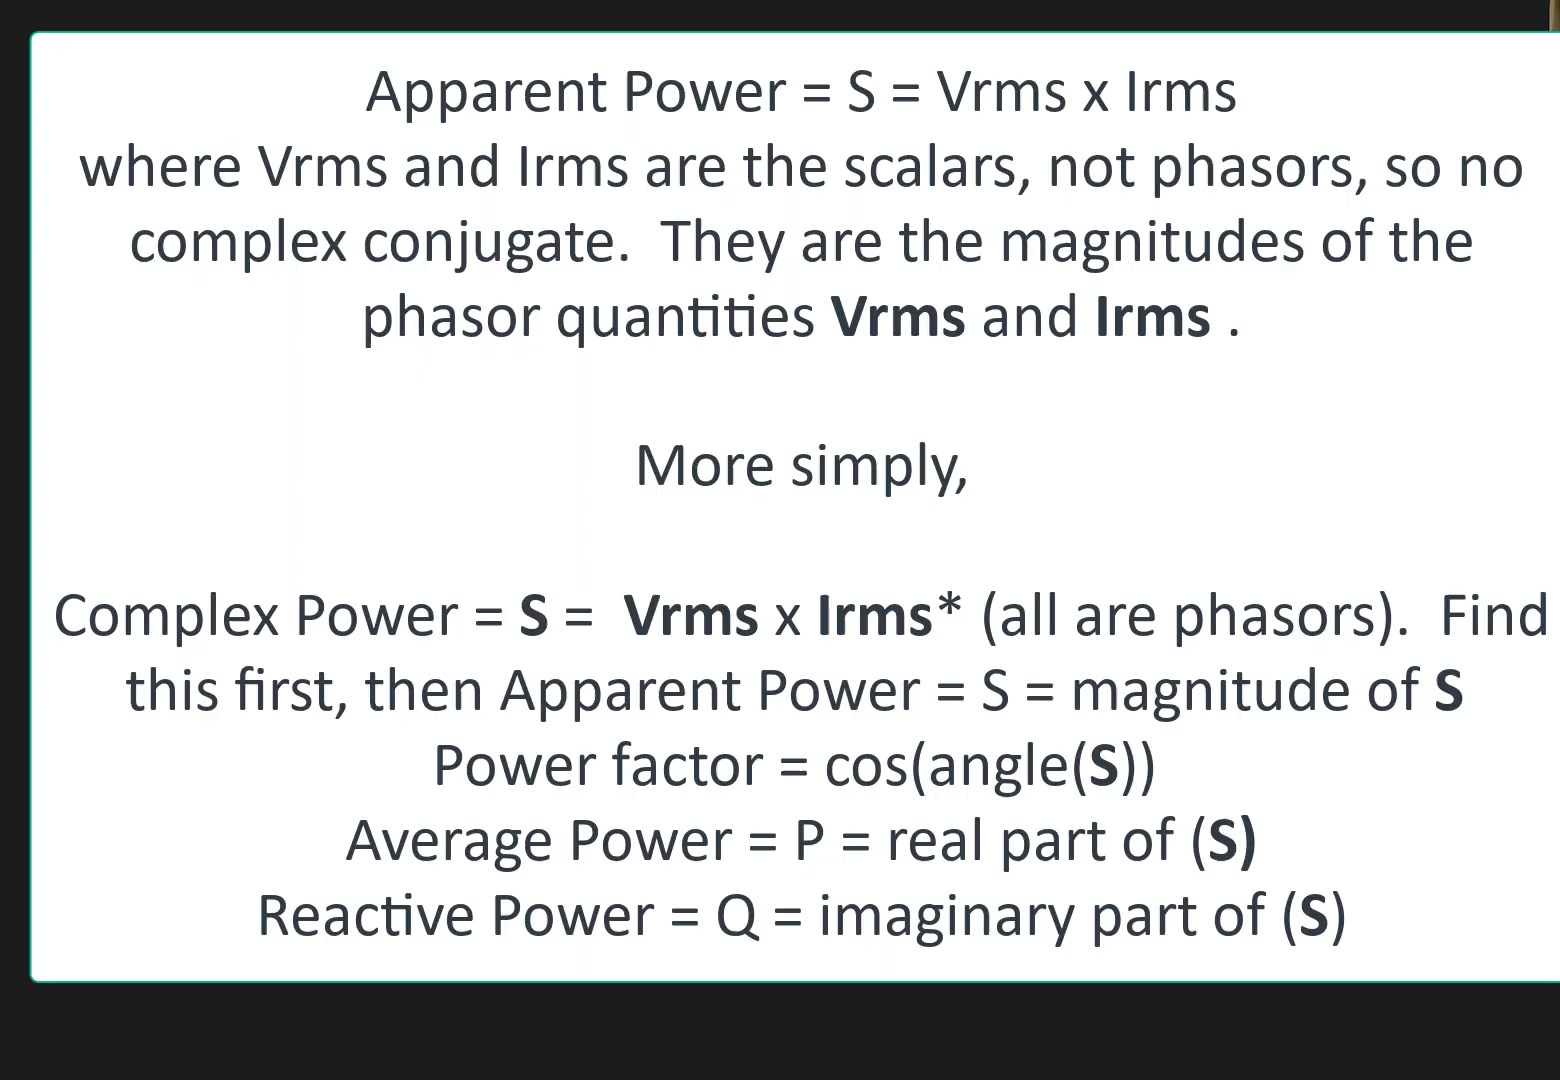 Apparent Power = S = Vrms x Irms
where Vrms and Irms are the scalars, not phasors, so no
complex conjugate.  They are the magnitudes of the
phasor quantities Vrms and Irms .
More simply,
Complex Power = S =  Vrms x Irms* (all are phasors).  Find
this first, then Apparent Power = S = magnitude of S
Power factor = cos(angle(S))
Average Power = P = real part of (S)
Reactive Power = Q = imaginary part of (S)